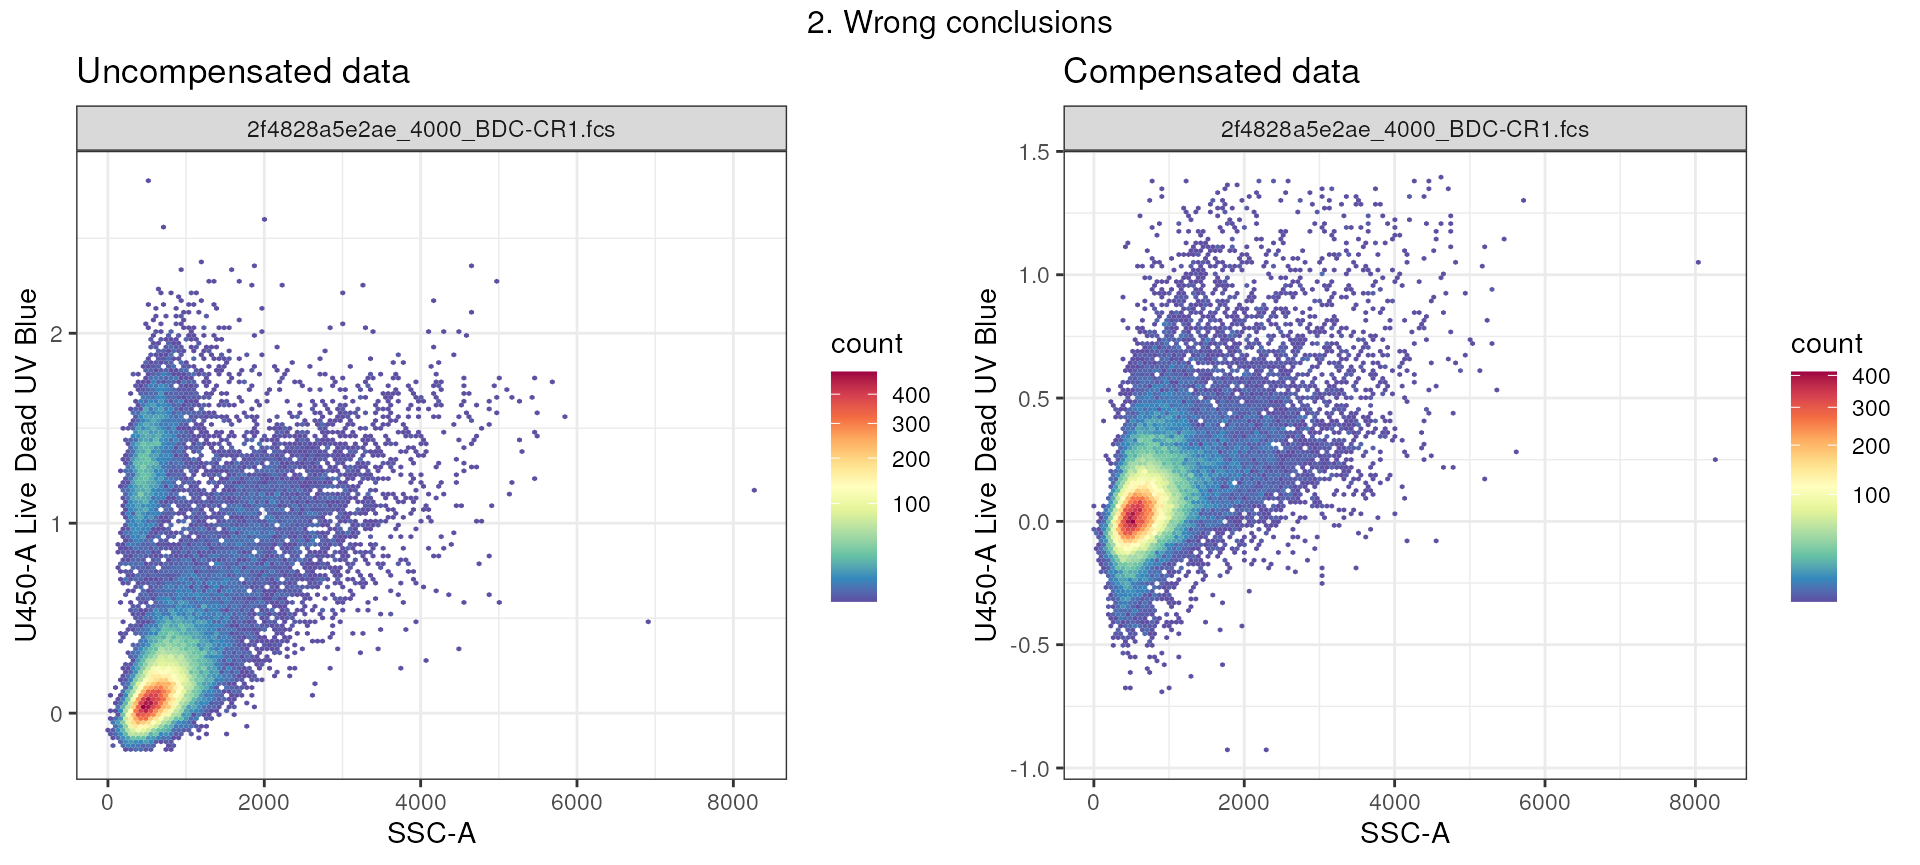 2. Wrong conclusions
Uncompensated data
2f4828a5e2ae_4000_BDC-CR1.fcs
U450-A Live Dead UV Blue
2
1
0
0 2000 4000 6000 8000
SSC-A
count
400
300
200
100
Compensated data
2f4828a5e2ae_4000_BDC-CR1.fcs
U450-A Live Dead UV Blue
1.5
1.0
0.5
0.0
-0.5
-1.0
0 2000 4000 6000 8000
SSC-A
count
400
300
200
100